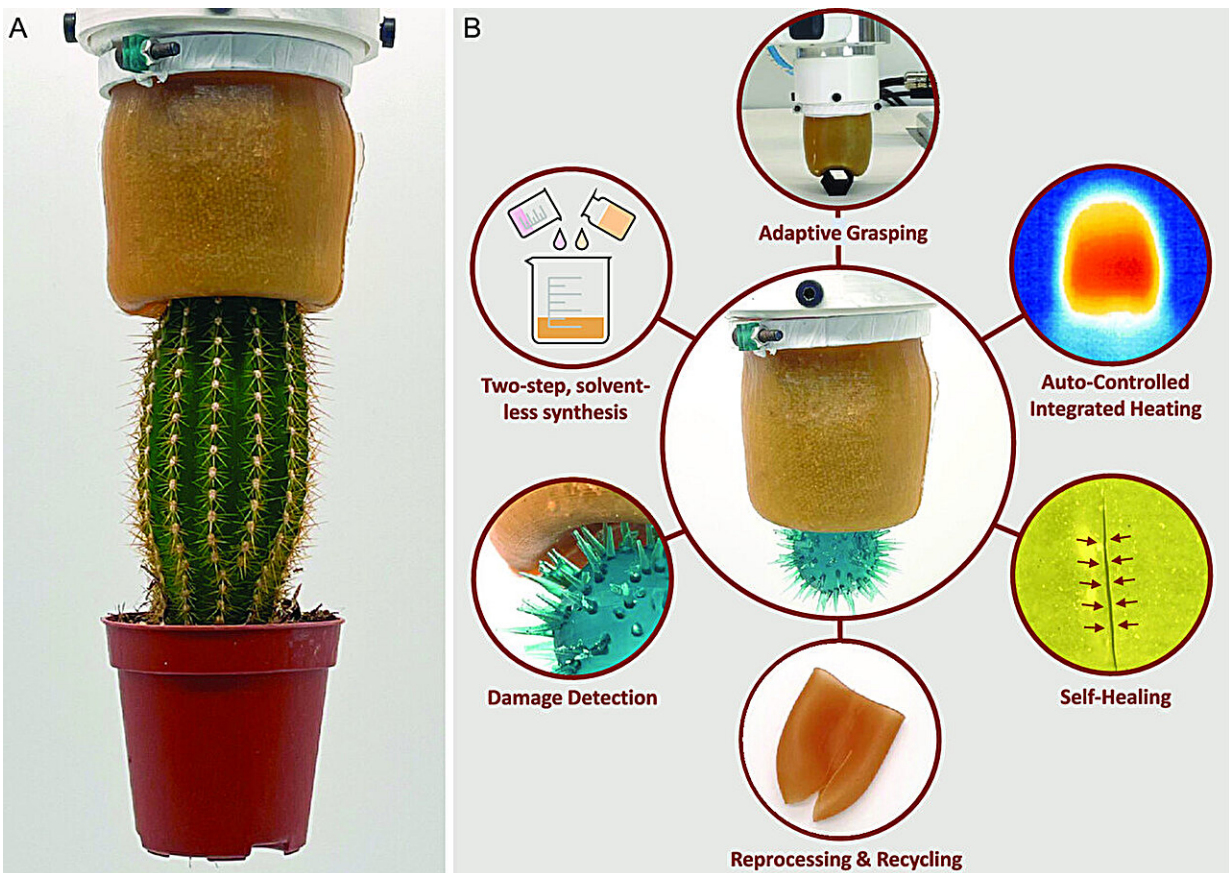 A
B
Adaptive Grasping
Two-step, solvent-
less synthesis
Auto-Controlled
Integrated Heating
Damage Detection
Self-Healing
Reprocessing & Recycling